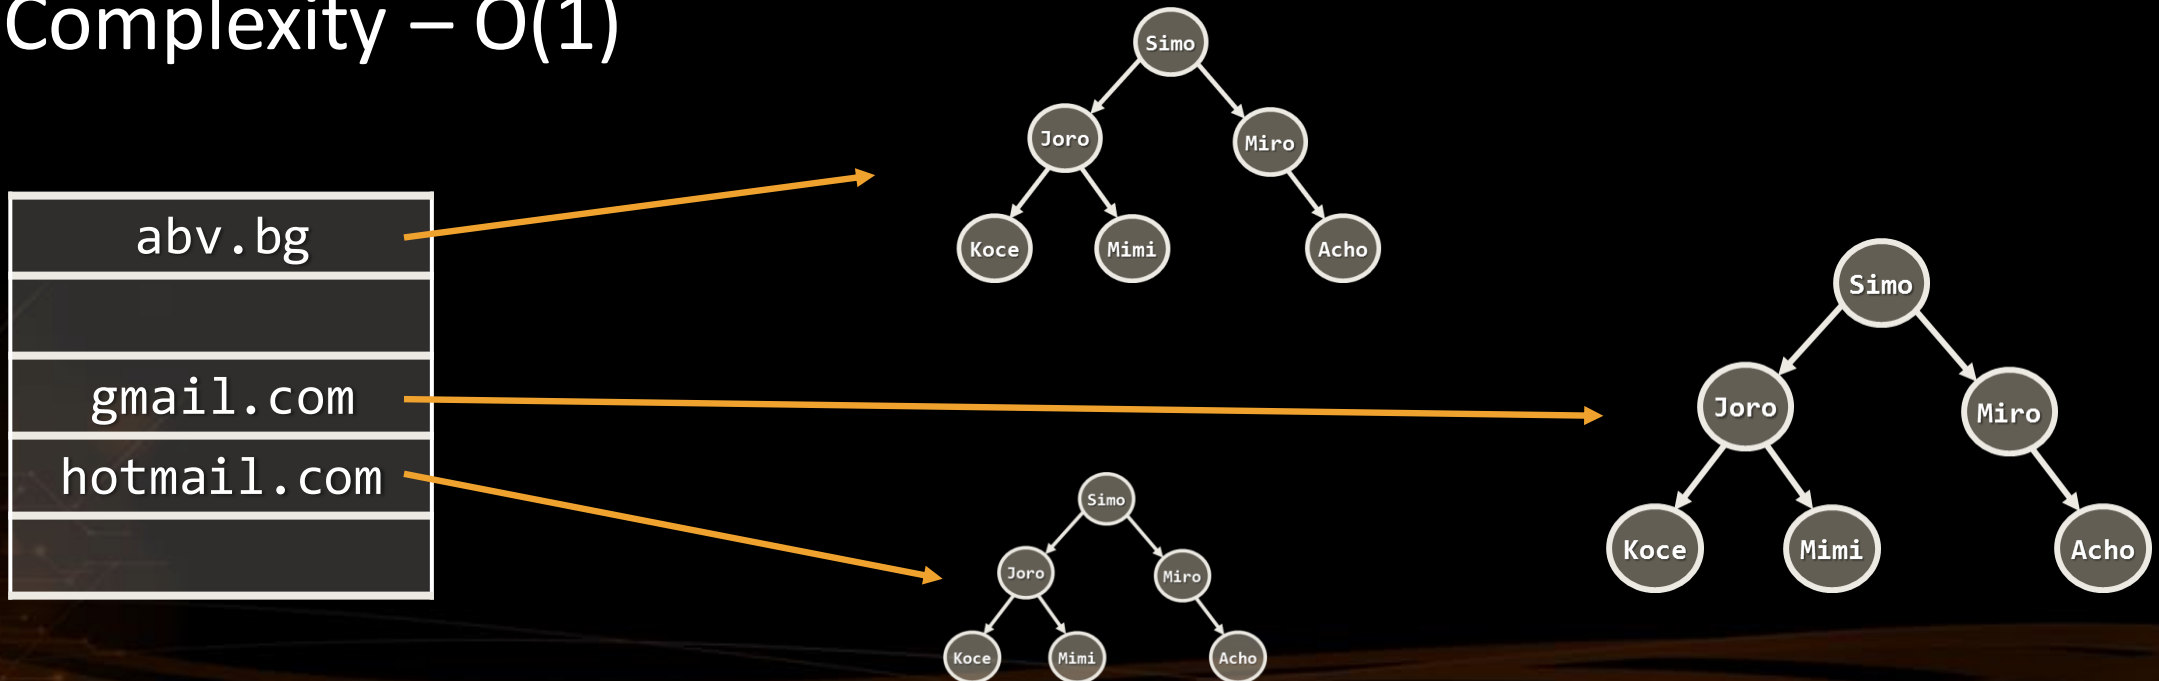 Complexity – O(1)
abv.bg
gmail.com
hotmail.com
Simo
Joro
Miro
Koce
Mimi
Acho
Simo
Joro
Miro
Koce
Mimi
Acho
Simo
Joro
Miro
Koce
Mimi
Acho